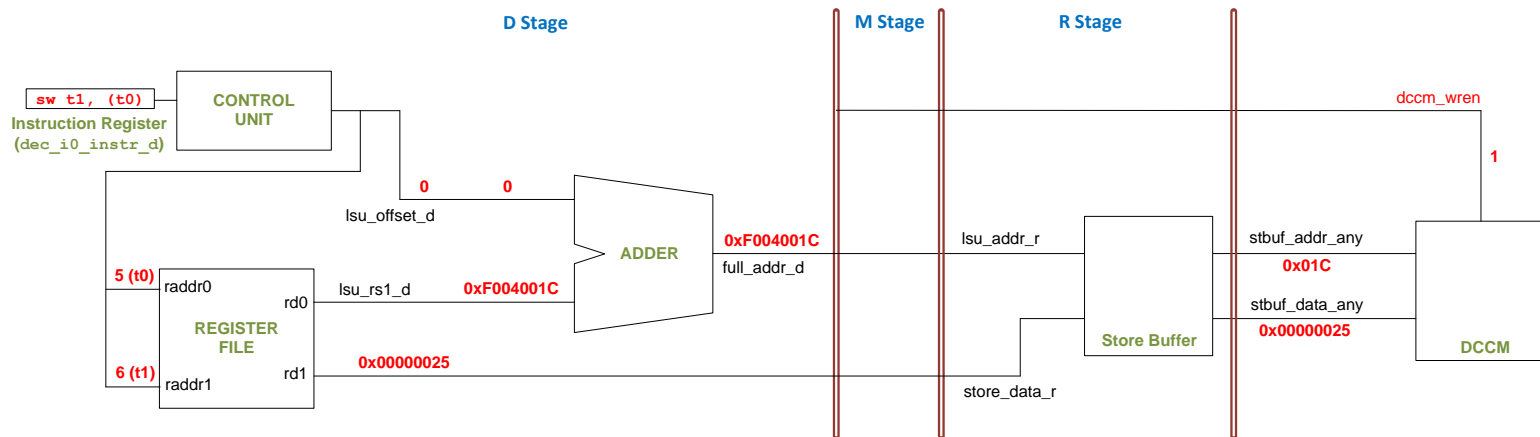 D Stage
M Stage
R Stage
sw t1, (t0)
Instruction Register
(dec_i0_instr_d)
CONTROL
UNIT
dccm_wren
1
0
0
lsu_offset_d
ADDER
0xF004001C
full_addr_d
lsu_addr_r
stbuf_addr_any
0x01C
5 (t0)
raddr0
rd0
lsu_rs1_d
0xF004001C
REGISTER
FILE
6 (t1)
raddr1
rd1
0x00000025
store_data_r
Store Buffer
stbuf_data_any
0x00000025
DCCM